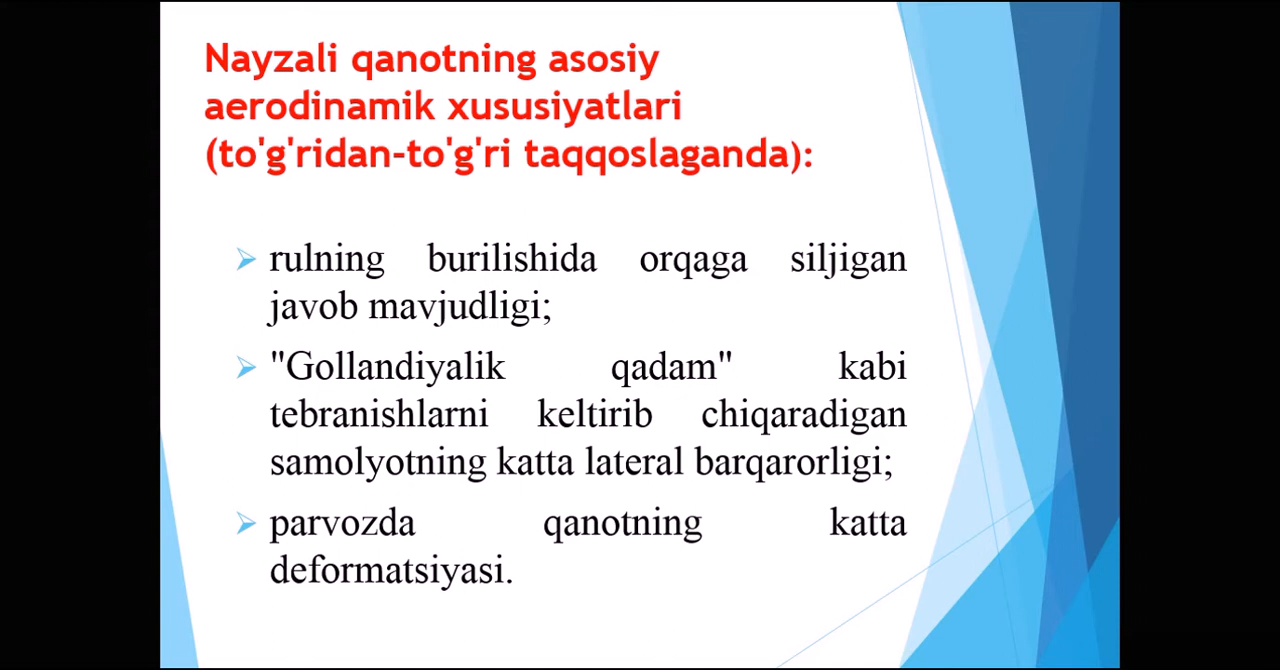 Nayzali qanotning asosiy
aerodinamik xususiyatlari
(to'g'ridan-to'g'ri taqqoslaganda):
rulning burilishida orqaga siljigan
javob mavjudligi;
"Gollandiyalik qadam" kabi
tebranishlarni keltirib chiqaradigan
samolyotning katta lateral barqarorligi;
parvozda qanotning katta
deformatsiyasi.